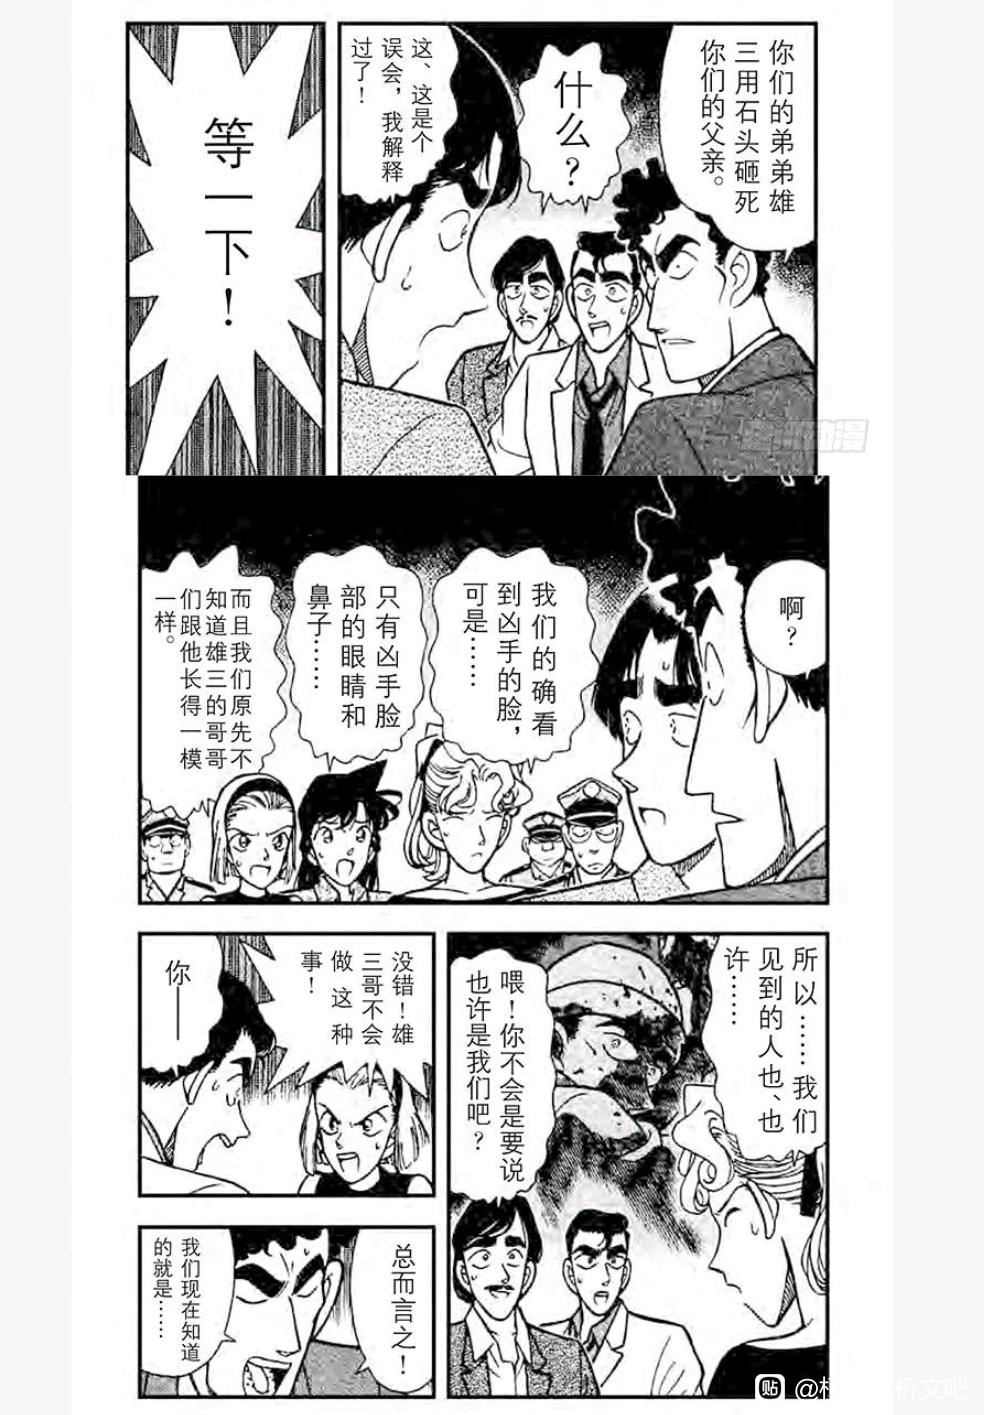 你们的弟弟雄
三用石头砸死
你们的父亲。
什么？
这、这是个
误会，我解释
过了！
等一下！
啊？
我们的确看
到凶手的脸，
可是……
只有凶手脸
部的眼睛和
鼻子……
而且我们原先不
知道雄三的哥哥
们跟他长得一模
一样。
所以……我们
见到的人也、也
许……
喂！你不会是要说
也许是我们吧？
没错！雄
三哥不会
做这种
事！
你——
总而言之！
我们现在知道
的就是……